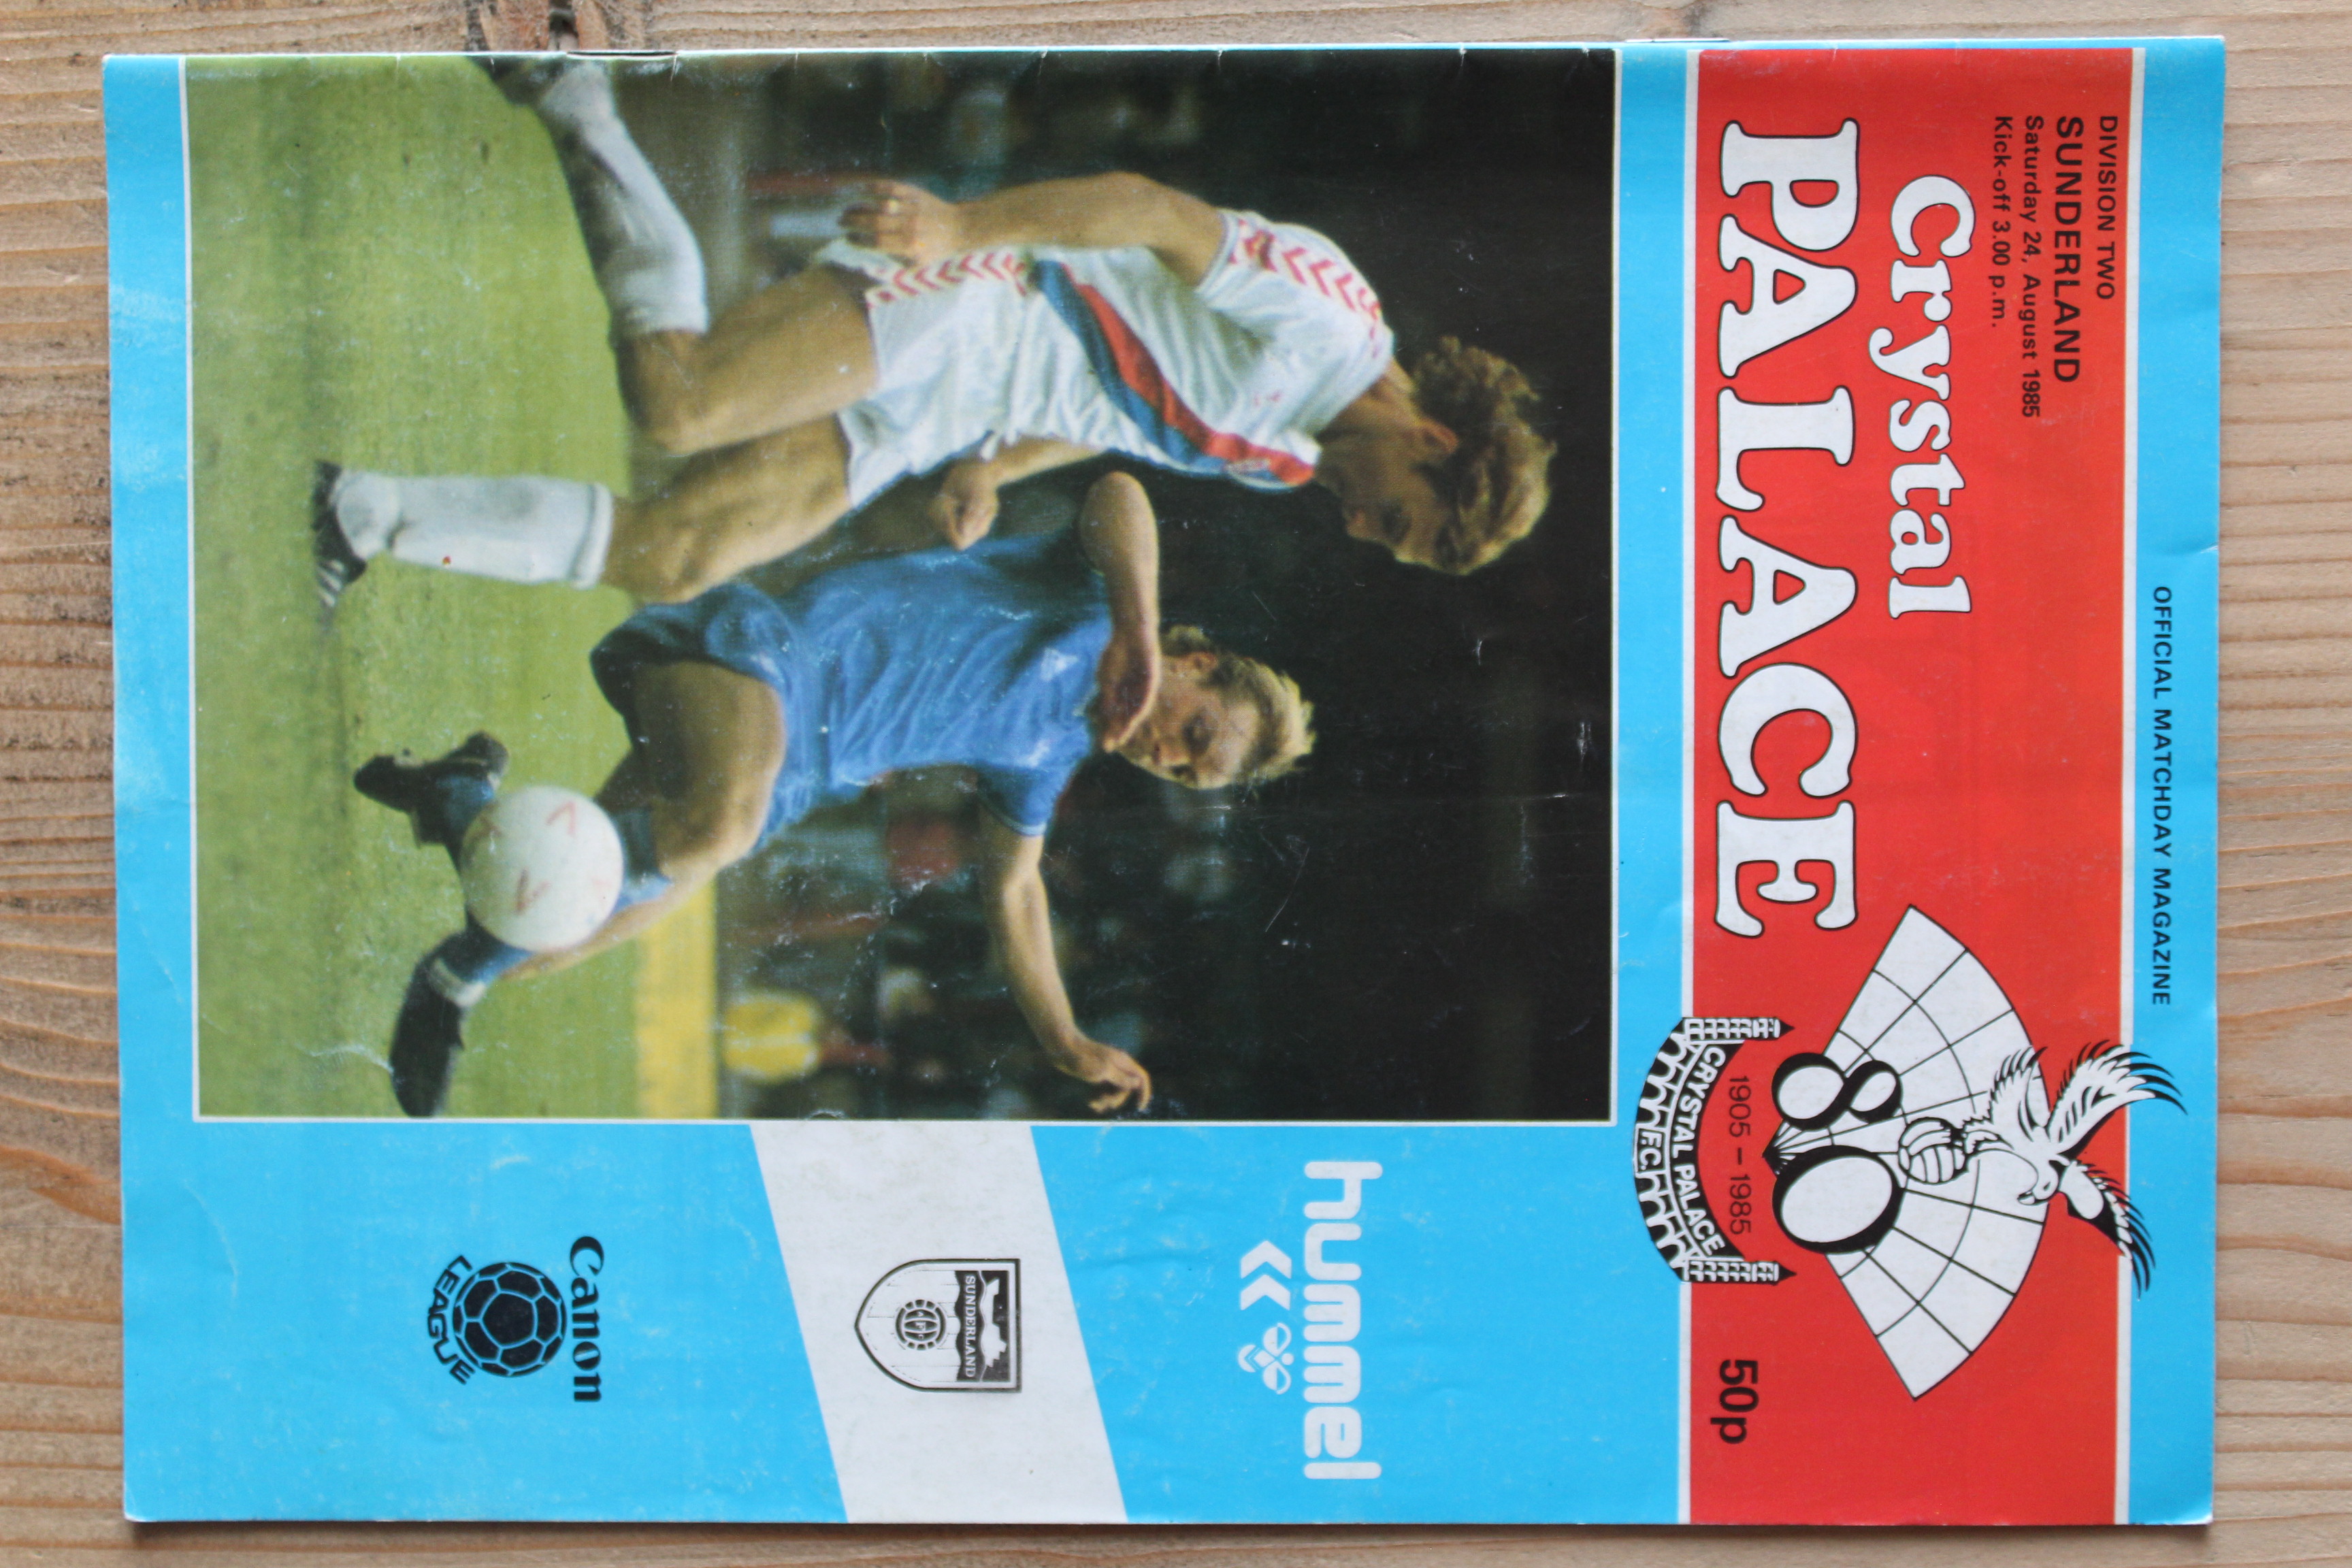 OFFICIAL MATCHDAY MAGAZINE
DIVISION TWO
SUNDERLAND
Saturday 24, August 1985
Kick-off 3.00 p.m.
Crystal
PALACE
80
1905 – 1985
CRYSTAL PALACE
F.C.
50p
hummel
SUNDERLAND
Canon
LEAGUE